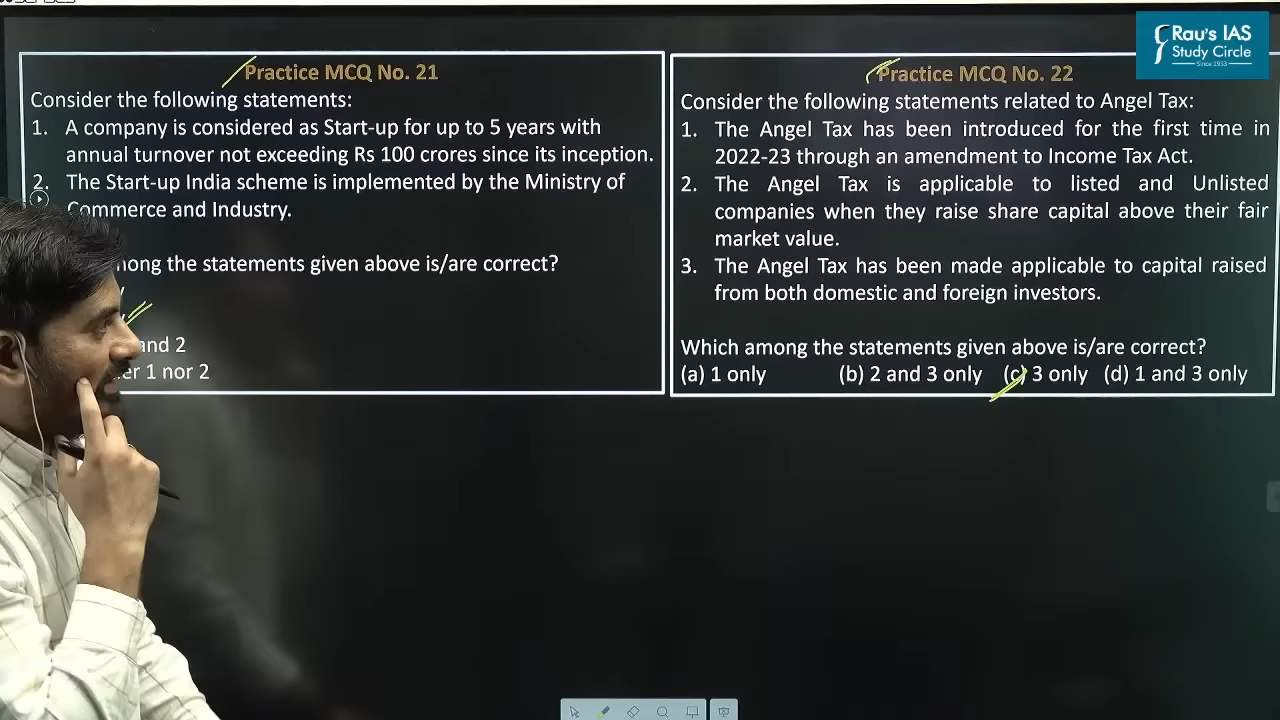 Rau's IAS
Study Circle
Since 1953
Practice MCQ No. 21
Consider the following statements:
1. A company is considered as Start-up for up to 5 years with
annual turnover not exceeding Rs 100 crores since its inception.
2. The Start-up India scheme is implemented by the Ministry of
Commerce and Industry.
the statements given above is/are correct?
and 2
1 nor 2
Practice MCQ No. 22
Consider the following statements related to Angel Tax:
1. The Angel Tax has been introduced for the first time in
2022-23 through an amendment to Income Tax Act.
2. The Angel Tax is applicable to listed and Unlisted
companies when they raise share capital above their fair
market value.
3. The Angel Tax has been made applicable to capital raised
from both domestic and foreign investors.
Which among the statements given above is/are correct?
(a) 1 only (b) 2 and 3 only (c) 3 only (d) 1 and 3 only